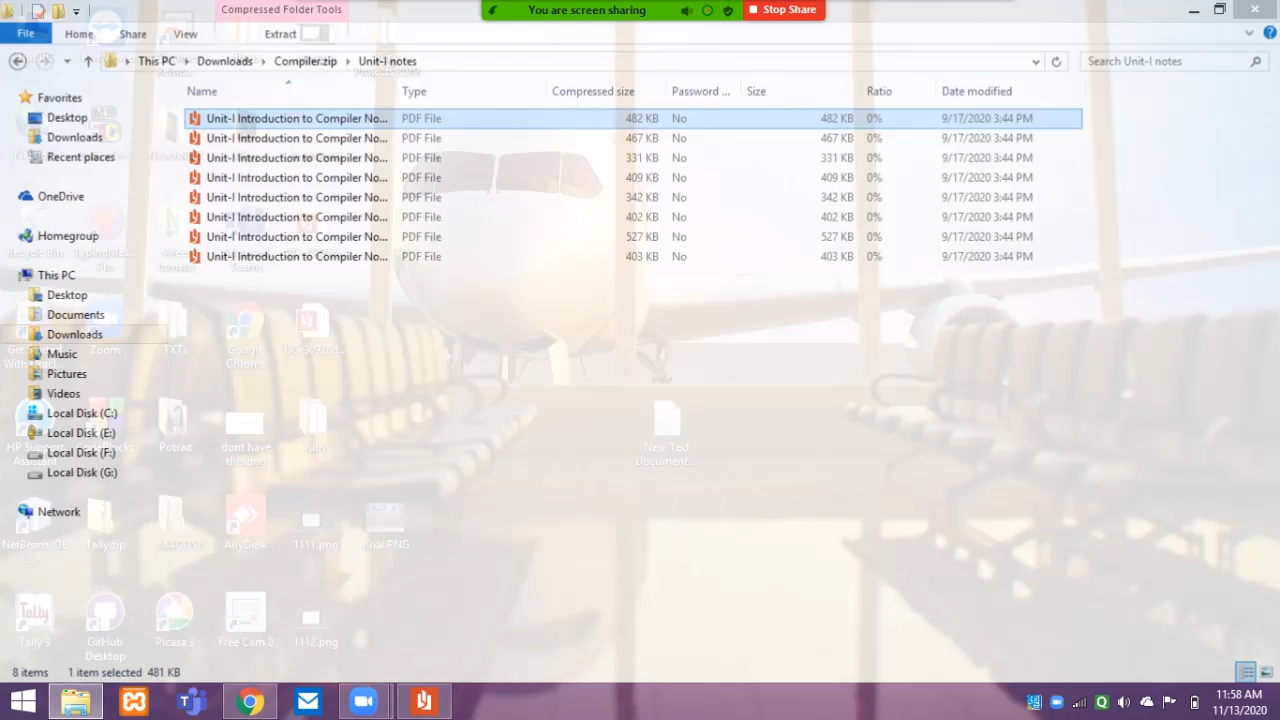 Compressed Folder Tools
You are screen sharing
Stop Share
File
Home
Share
View
Extract
This PC
Downloads
Compiler.zip
Unit-I notes
Search Unit-I notes
Name
Type
Compressed size
Password ...
Size
Ratio
Date modified
Unit-I Introduction to Compiler No... PDF File 482 KB No 482 KB 0% 9/17/2020 3:44 PM
Unit-I Introduction to Compiler No... PDF File 467 KB No 467 KB 0% 9/17/2020 3:44 PM
Unit-I Introduction to Compiler No... PDF File 331 KB No 331 KB 0% 9/17/2020 3:44 PM
Unit-I Introduction to Compiler No... PDF File 409 KB No 409 KB 0% 9/17/2020 3:44 PM
Unit-I Introduction to Compiler No... PDF File 342 KB No 342 KB 0% 9/17/2020 3:44 PM
Unit-I Introduction to Compiler No... PDF File 402 KB No 402 KB 0% 9/17/2020 3:44 PM
Unit-I Introduction to Compiler No... PDF File 527 KB No 527 KB 0% 9/17/2020 3:44 PM
Unit-I Introduction to Compiler No... PDF File 403 KB No 403 KB 0% 9/17/2020 3:44 PM
Favorites
Desktop
Downloads
Recent places
OneDrive
Homegroup
Recycle Bin
This PC
Desktop
Documents
Downloads
Music
Pictures
Videos
Local Disk (C:)
Local Disk (E:)
Local Disk (F:)
Local Disk (G:)
Network
Zoom
TXTs
Google
Chrome
HP Support
Assistant
CodeBlocks
Potrait
dont have
this.png
Ruby
New Text
Document...
NetBeans IDE
Tally.zip
AnyDesk
1111.png
Final.PNG
Tally
Tally 9
GitHub
Desktop
Picasa 3
Free Cam 8
1112.png
8 items
1 item selected 481 KB
11:58 AM
11/13/2020